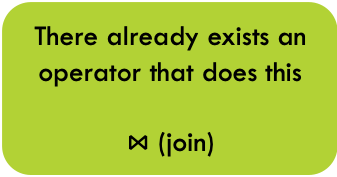 There already exists an
operator that does this
⋈ (join)